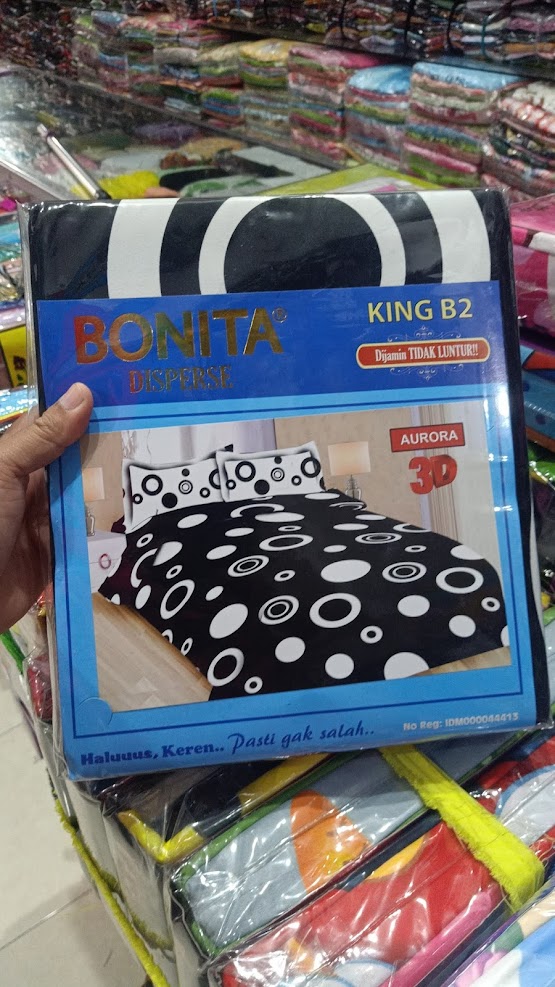 BONITA®
DISPERSE
KING B2
Dijamin TIDAK LUNTUR!!
AURORA
3D
Haluuus, Keren.. Pasti gak salah..
No Reg: IDM000044413